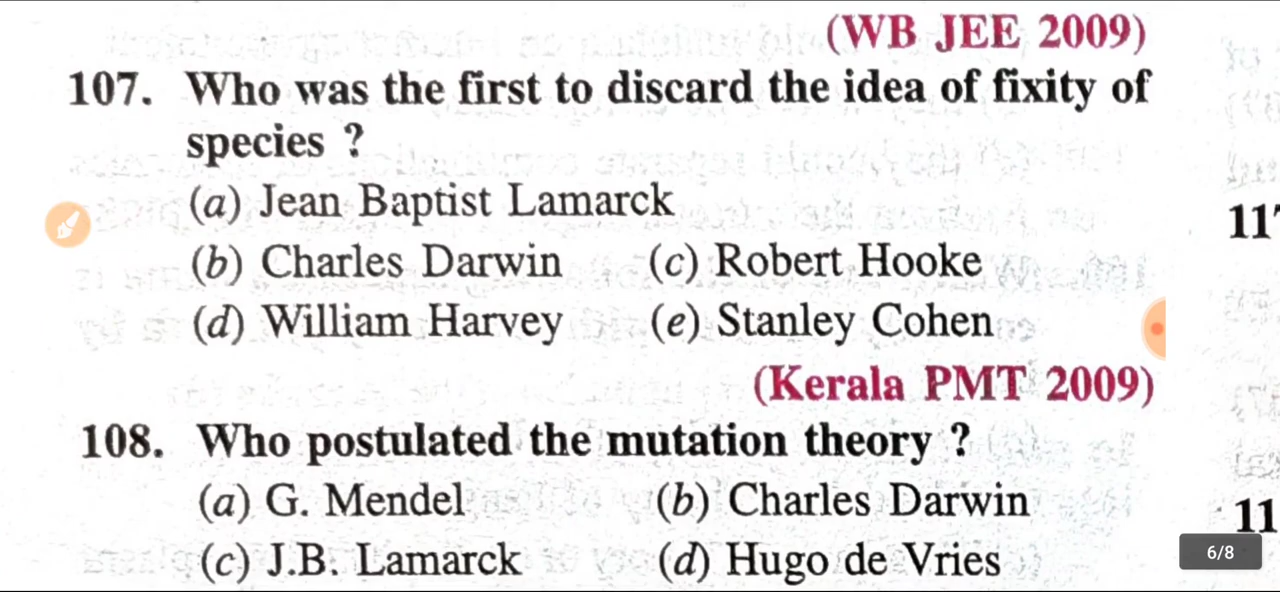 (WB JEE 2009)
107. Who was the first to discard the idea of fixity of
species ?
(a) Jean Baptist Lamarck
(b) Charles Darwin (c) Robert Hooke
(d) William Harvey (e) Stanley Cohen
(Kerala PMT 2009)
108. Who postulated the mutation theory ?
(a) G. Mendel (b) Charles Darwin
(c) J.B. Lamarck (d) Hugo de Vries
11
6/8